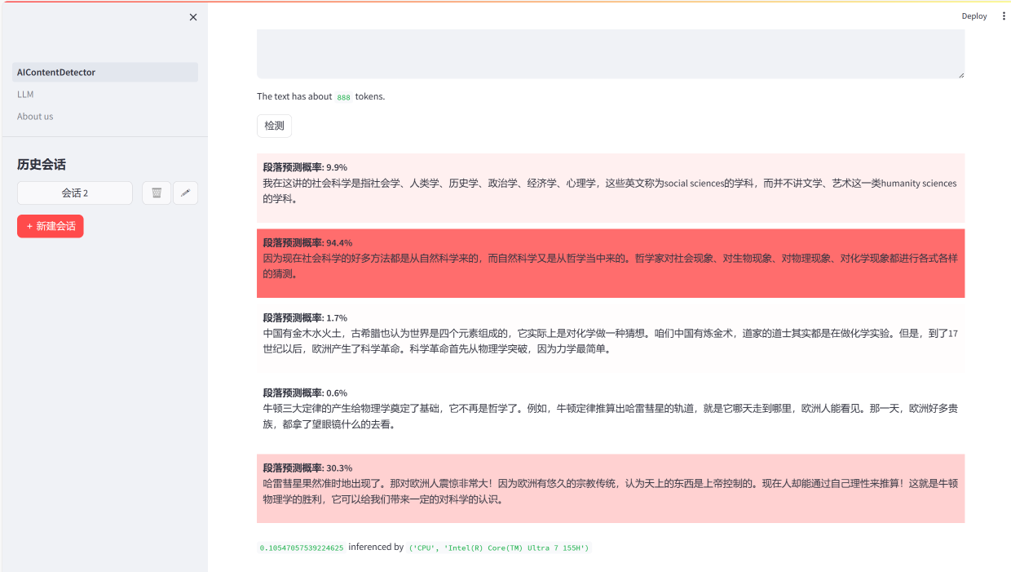 Deploy
AIContentDetector
LLM
About us
历史会话
会话 2
+ 新建会话
The text has about 888 tokens.
检测
段落预测概率: 9.9%
我在这讲的社会科学是指社会学、人类学、历史学、政治学、经济学、心理学，这些英文称为social sciences的学科，而并不讲文学、艺术这一类humanity sciences
的学科。
段落预测概率: 94.4%
因为现在社会科学的好多方法都是从自然科学来的，而自然科学又是从哲学当中来的。哲学家对社会现象、对生物现象、对物理现象、对化学现象都进行各式各样
的猜测。
段落预测概率: 1.7%
中国有金木水火土，古希腊也认为世界是四个元素组成的，它实际上是对化学做一种猜想。咱们中国有炼金术，道家的道士其实都是在做化学实验。但是，到了17
世纪以后，欧洲产生了科学革命。科学革命首先从物理学突破，因为力学最简单。
段落预测概率: 0.6%
牛顿三大定律的产生给物理学奠定了基础，它不再是哲学了。例如，牛顿定律推算出哈雷彗星的轨道，就是它哪天走到哪里，欧洲人能看见。那一天，欧洲好多贵
族，都拿了望眼镜什么的去看。
段落预测概率: 30.3%
哈雷彗星果然准时地出现了。那对欧洲人震惊非常大！因为欧洲有悠久的宗教传统，认为天上的东西是上帝控制的。现在人却能通过自己理性来推算！这就是牛顿
物理学的胜利，它可以给我们带来一定的对科学的认识。
0.10547057539224625 inferenced by ('CPU', 'Intel(R) Core(TM) Ultra 7 155H')